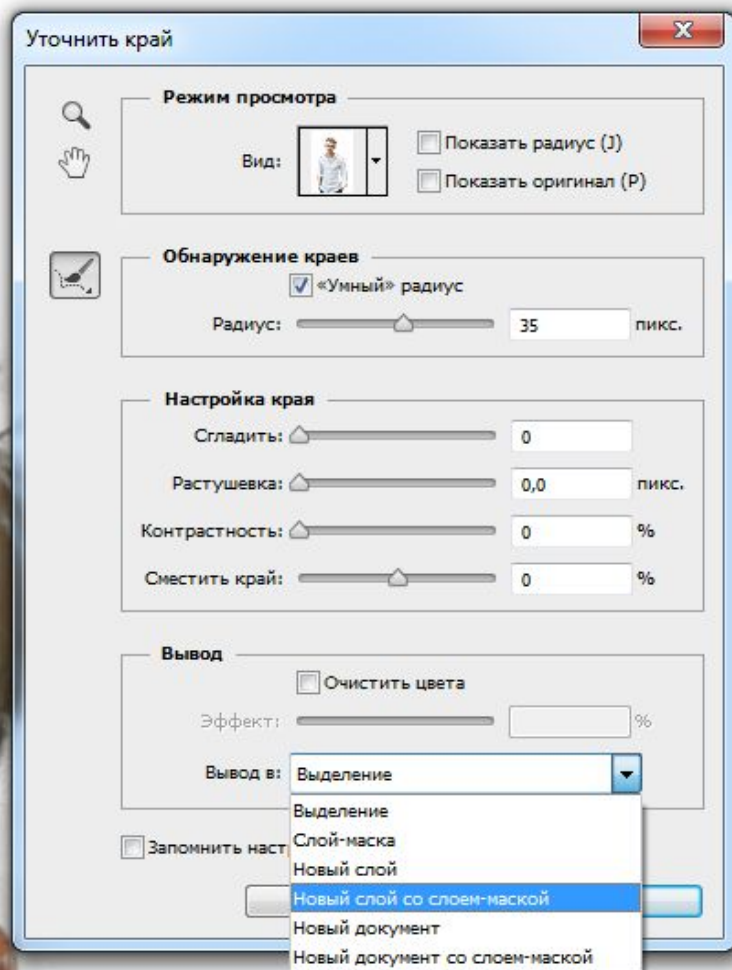 Уточнить край
Режим просмотра
Вид:
Показать радиус (J)
Показать оригинал (P)
Обнаружение краев
«Умный» радиус
Радиус: 35 пикс.
Настройка края
Сгладить: 0
Растушевка: 0,0 пикс.
Контрастность: 0 %
Сместить край: 0 %
Вывод
Очистить цвета
Эффект: %
Вывод в: Выделение
Выделение
Слой-маска
Запомнить
Новый слой
Новый слой со слоем-маской
Новый документ
Новый документ со слоем-маской